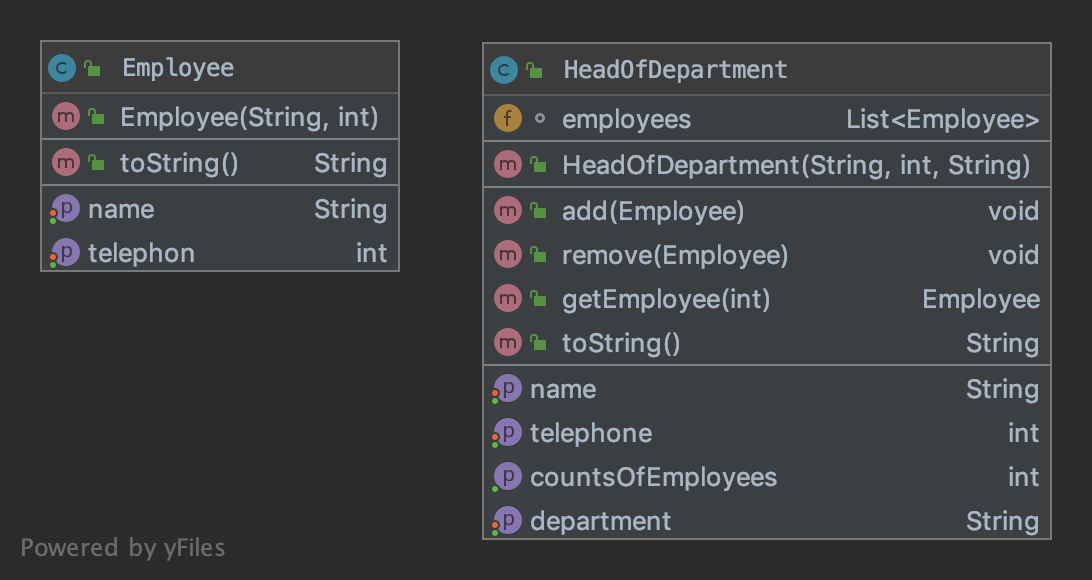 Employee
Employee(String, int)
toString() String
name String
telephon int
HeadOfDepartment
employees List<Employee>
HeadOfDepartment(String, int, String)
add(Employee) void
remove(Employee) void
getEmployee(int) Employee
toString() String
name String
telephone int
countsOfEmployees int
department String
Powered by yFiles